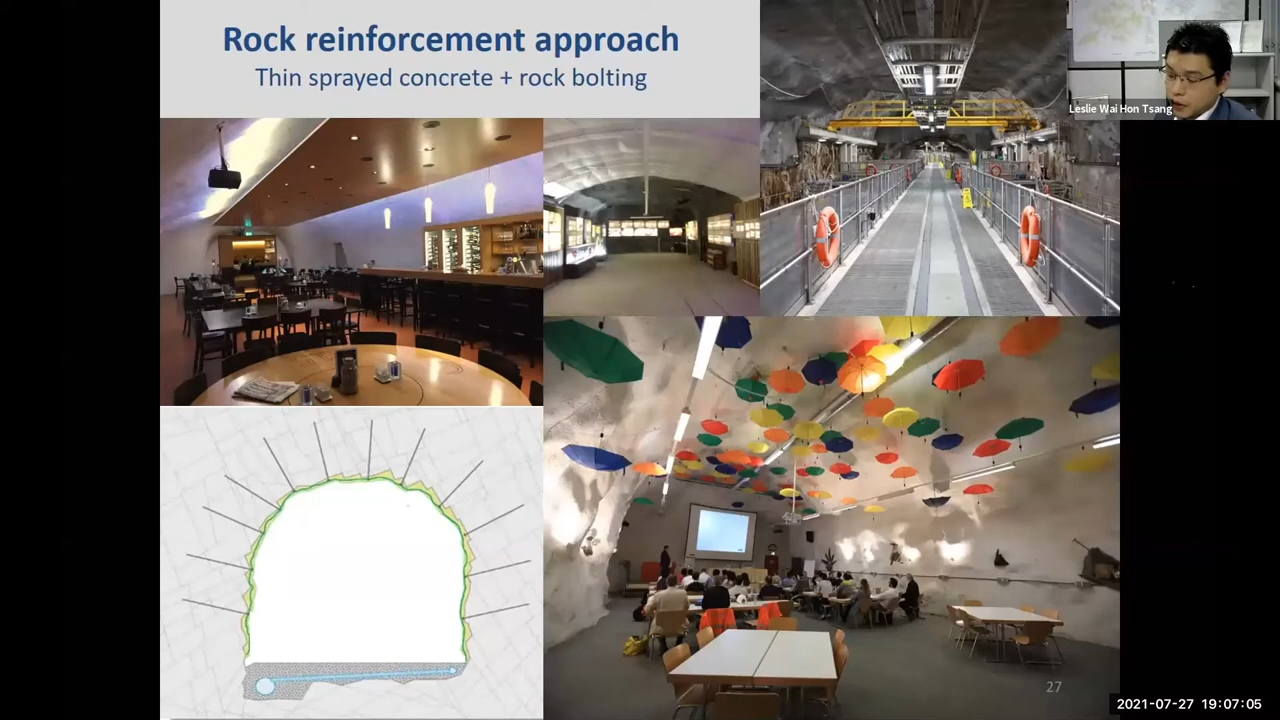 Rock reinforcement approach
Thin sprayed concrete + rock bolting
Leslie Wai Hon Tsang
27
2021-07-27 19:07:05